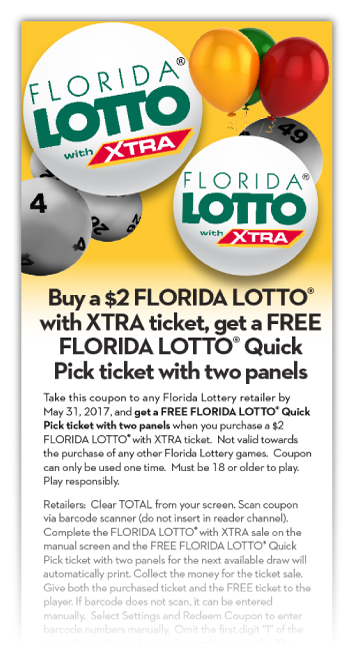 FLORIDA®
LOTTO
with XTRA
49
FLORIDA®
LOTTO
with XTRA
4
Buy a $2 FLORIDA LOTTO®
with XTRA ticket, get a FREE
FLORIDA LOTTO® Quick
Pick ticket with two panels
Take this coupon to any Florida Lottery retailer by
May 31, 2017, and get a FREE FLORIDA LOTTO® Quick
Pick ticket with two panels when you purchase a $2
FLORIDA LOTTO® with XTRA ticket. Not valid towards
the purchase of any other Florida Lottery games. Coupon
can only be used one time. Must be 18 or older to play.
Play responsibly.
Retailers: Clear TOTAL from your screen. Scan coupon
via barcode scanner (do not insert in reader channel).
Complete the FLORIDA LOTTO® with XTRA sale on the
manual screen and the FREE FLORIDA LOTTO® Quick
Pick ticket with two panels for the next available draw will
automatically print. Collect the money for the ticket sale.
Give both the purchased ticket and the FREE ticket to the
player. If barcode does not scan, it can be entered
manually. Select Settings and Redeem Coupon to enter
barcode numbers manually. Omit the first digit "1" of the